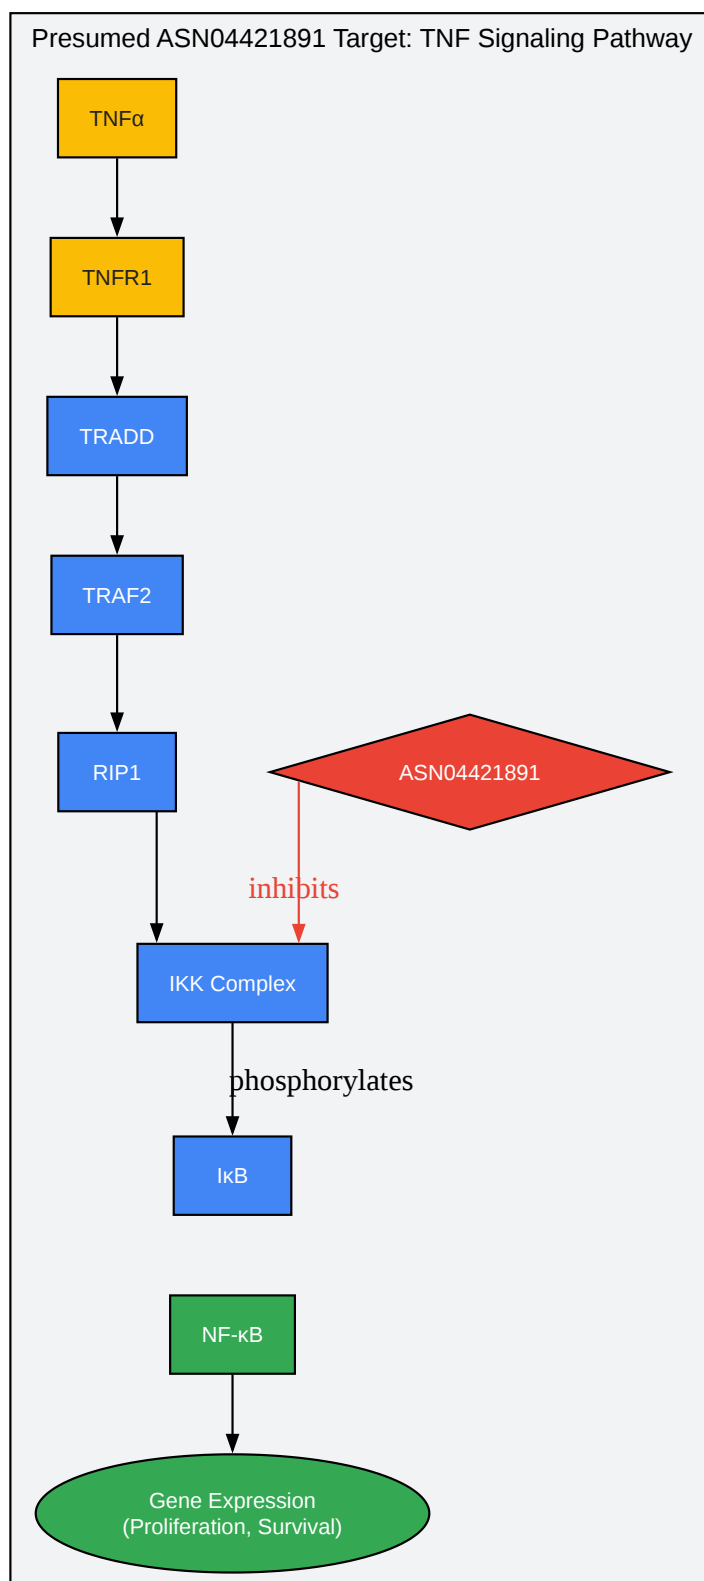 Presumed ASN04421891 Target: TNF Signaling Pathway
TNFα
TNFR1
TRADD
TRAF2
RIP1
ASN04421891
inhibits
IKK Complex
phosphorylates
IκB
NF-κB
Gene Expression
(Proliferation, Survival)